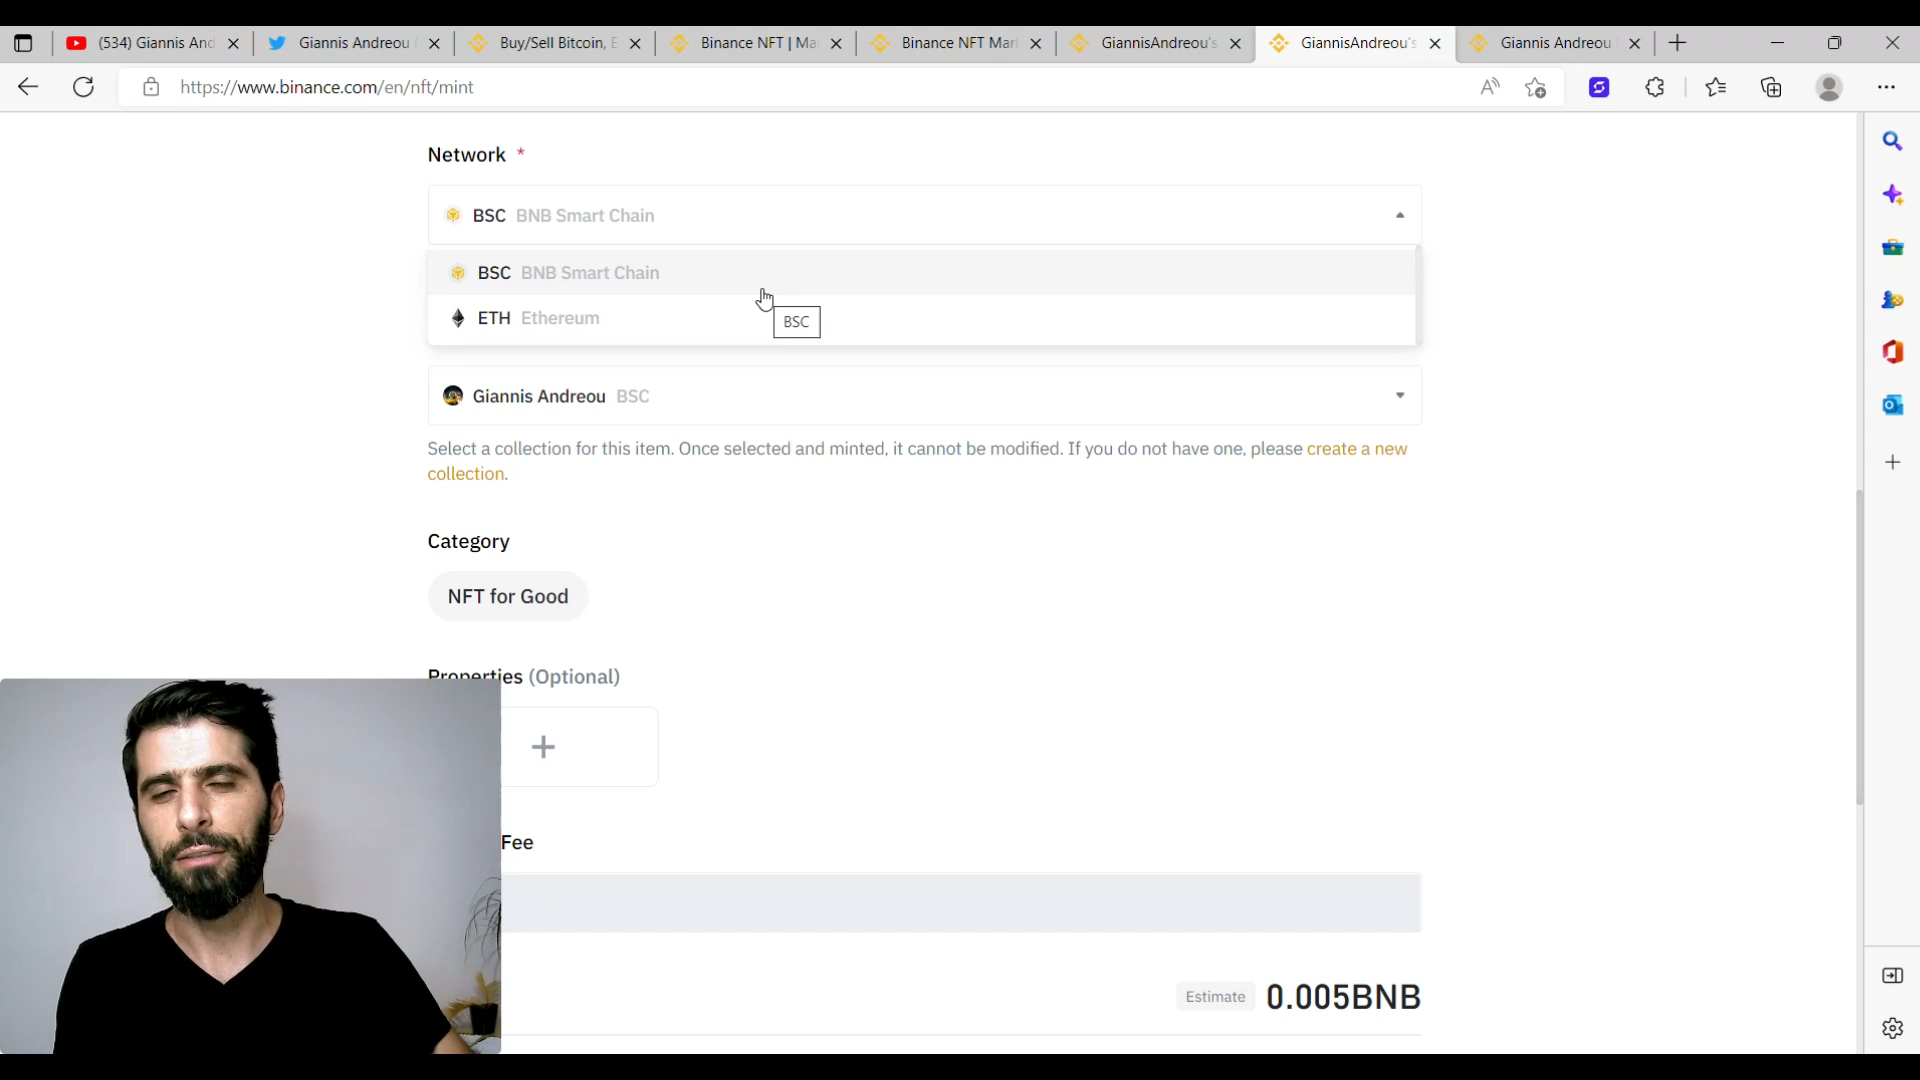 (534) Giannis And
Giannis Andreou
Buy/Sell Bitcoin, E
Binance NFT | Ma
Binance NFT Mar
GiannisAndreou's
GiannisAndreou's
Giannis Andreou
https://www.binance.com/en/nft/mint
Network *
BSC BNB Smart Chain
BSC BNB Smart Chain
BSC
ETH Ethereum
Giannis Andreou BSC
Select a collection for this item. Once selected and minted, it cannot be modified. If you do not have one, please create a new
collection.
Category
NFT for Good
Properties (Optional)
Fee
Estimate 0.005BNB